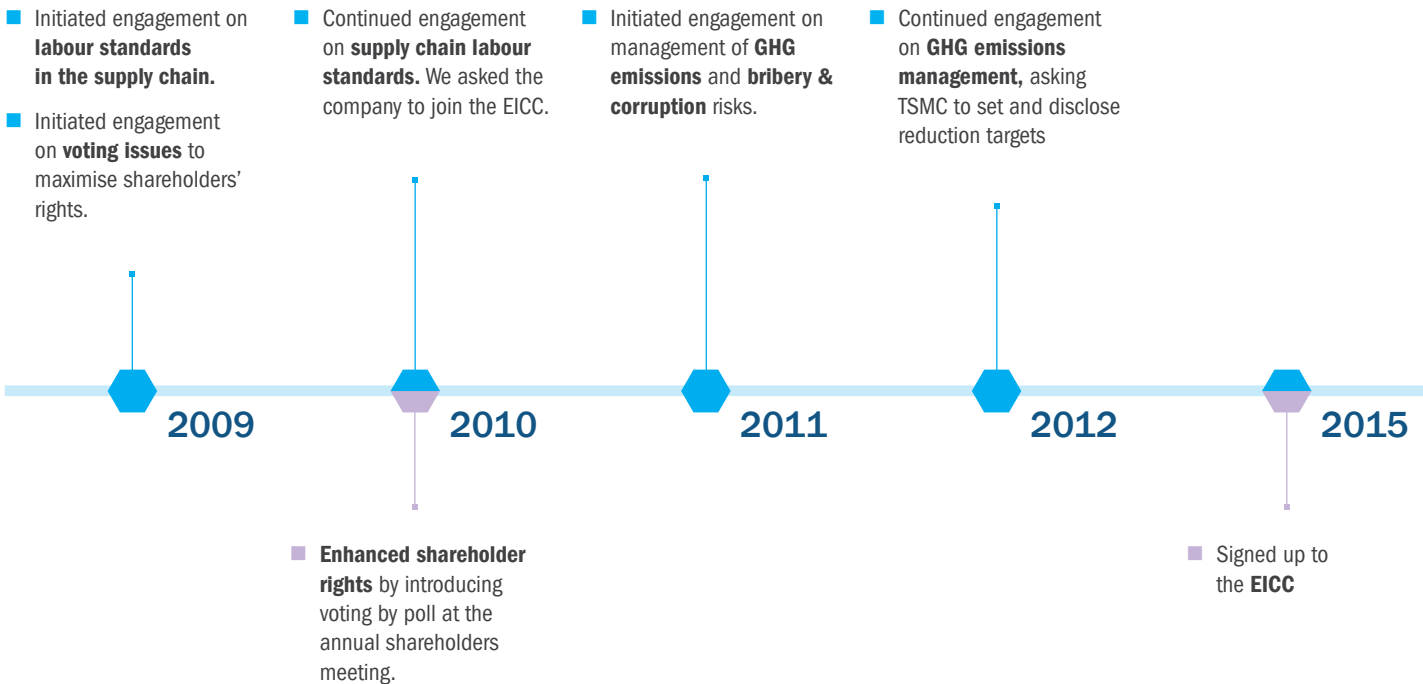 Initiated engagement on
labour standards
in the supply chain.
Initiated engagement
on voting issues to
maximise shareholders'
rights.
Continued engagement
on supply chain labour
standards. We asked the
company to join the EICC.
Initiated engagement on
management of GHG
emissions and bribery &
corruption risks.
Continued engagement
on GHG emissions
management, asking
TSMC to set and disclose
reduction targets
2009
2010
2011
2012
2015
Enhanced shareholder
rights by introducing
voting by poll at the
annual shareholders
meeting.
Signed up to
the EICC